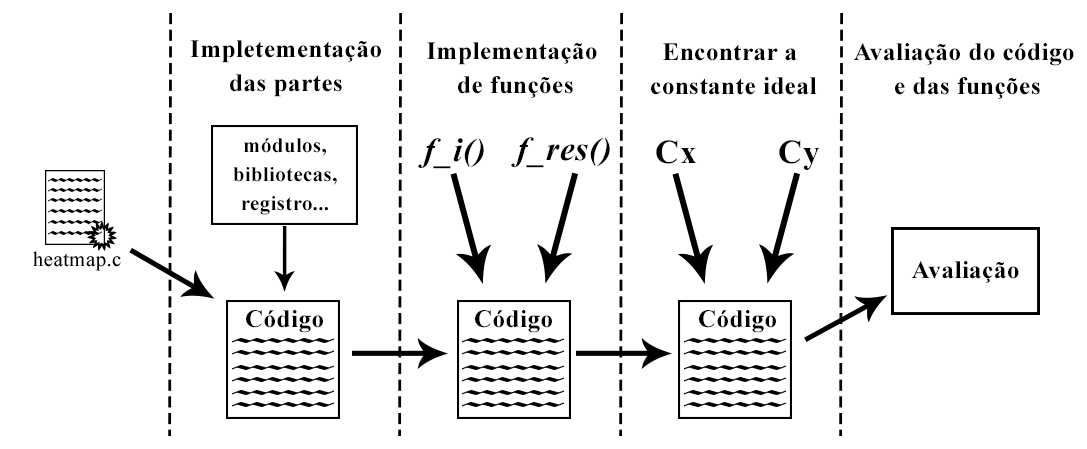 Impletementação
das partes
Implementação
de funções
Encontrar a
constante ideal
Avaliação do código
e das funções
módulos,
bibliotecas,
registro...
f_i()
f_res()
Cx
Cy
heatmap.c
Código
Código
Código
Avaliação